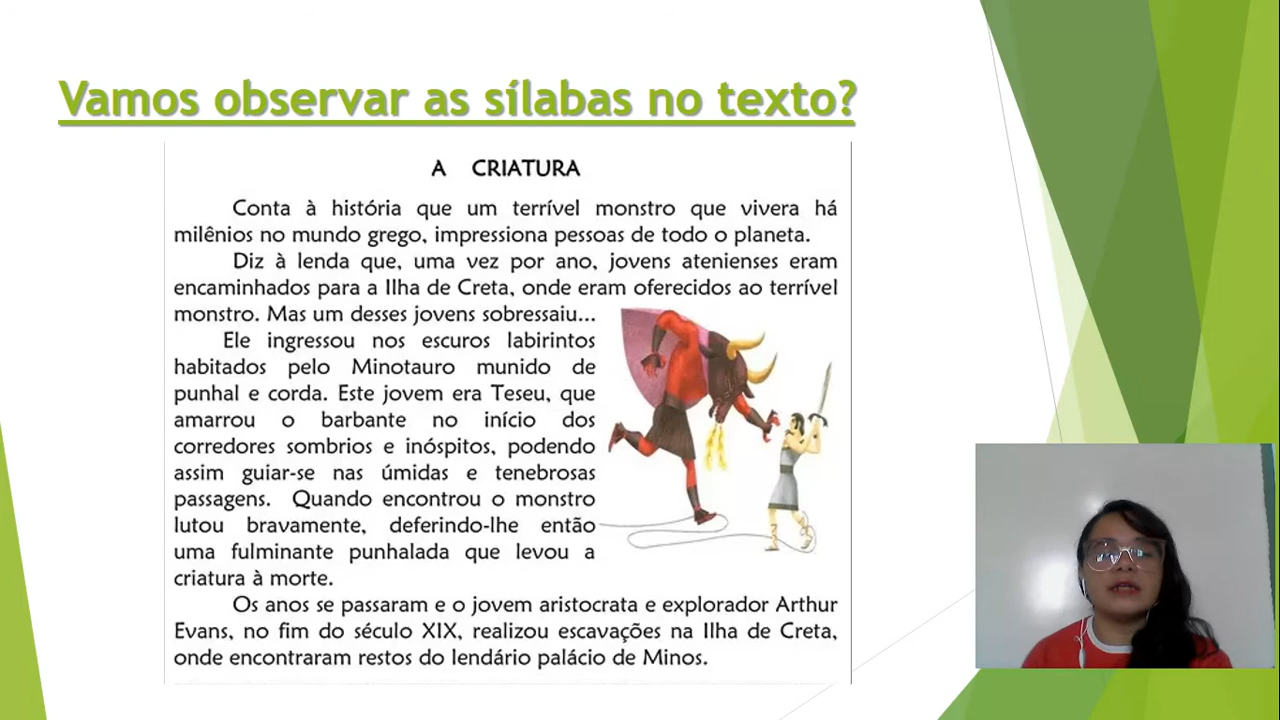 Vamos observar as sílabas no texto?
A CRIATURA
Conta à história que um terrível monstro que vivera há
milênios no mundo grego, impressiona pessoas de todo o planeta.
Diz à lenda que, uma vez por ano, jovens atenienses eram
encaminhados para a Ilha de Creta, onde eram oferecidos ao terrível
monstro. Mas um desses jovens sobressaiu...
Ele ingressou nos escuros labirintos
habitados pelo Minotauro munido de
punhal e corda. Este jovem era Teseu, que
amarrou o barbante no início dos
corredores sombrios e inóspitos, podendo
assim guiar-se nas úmidas e tenebrosas
passagens. Quando encontrou o monstro
lutou bravamente, deferindo-lhe então
uma fulminante punhalada que levou a
criatura à morte.
Os anos se passaram e o jovem aristocrata e explorador Arthur
Evans, no fim do século XIX, realizou escavações na Ilha de Creta,
onde encontraram restos do lendário palácio de Minos.